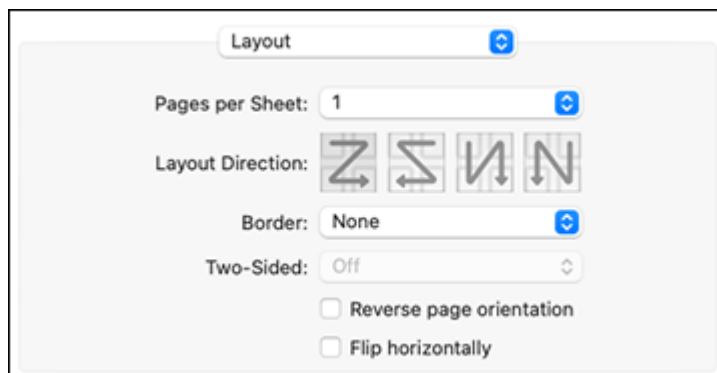 Layout
Pages per Sheet: 1
Layout Direction:
Border: None
Two-Sided: Off
Reverse page orientation
Flip horizontally